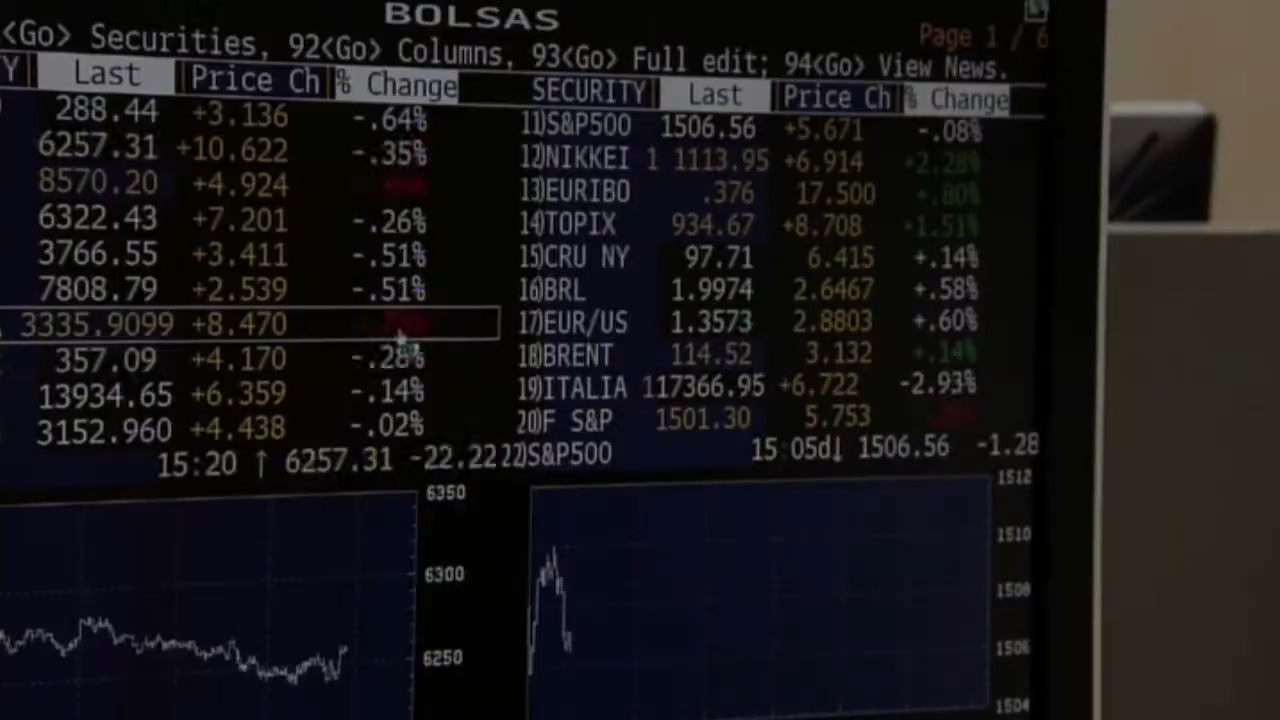 BOLSAS
Page 1 / 6
<Go> Securities, 92<Go> Columns, 93<Go> Full edit; 94<Go> View News.
Y Last Price Ch % Change SECURITY Last Price Ch % Change
288.44 +3.136 -.64% 11)S&P500 1506.56 +5.671 -.08%
6257.31 +10.622 -.35% 12)NIKKEI 1 1113.95 +6.914 +2.28%
8570.20 +4.924 13)EURIBO .376 17.500 +.80%
6322.43 +7.201 -.26% 14)TOPIX 934.67 +8.708 +1.51%
3766.55 +3.411 -.51% 15)CRU NY 97.71 6.415 +.14%
7808.79 +2.539 -.51% 16)BRL 1.9974 2.6467 +.58%
3335.9099 +8.470 17)EUR/US 1.3573 2.8803 +.60%
357.09 +4.170 -.28% 18)BRENT 114.52 3.132 +.14%
13934.65 +6.359 -.14% 19)ITALIA 117366.95 +6.722 -2.93%
3152.960 +4.438 -.02% 20)F S&P 1501.30 5.753
15:20 ↑ 6257.31 -22.22 22)S&P500 15:05d↓ 1506.56 -1.28
6350 1512
1510
6300 1508
1506
6250
1504